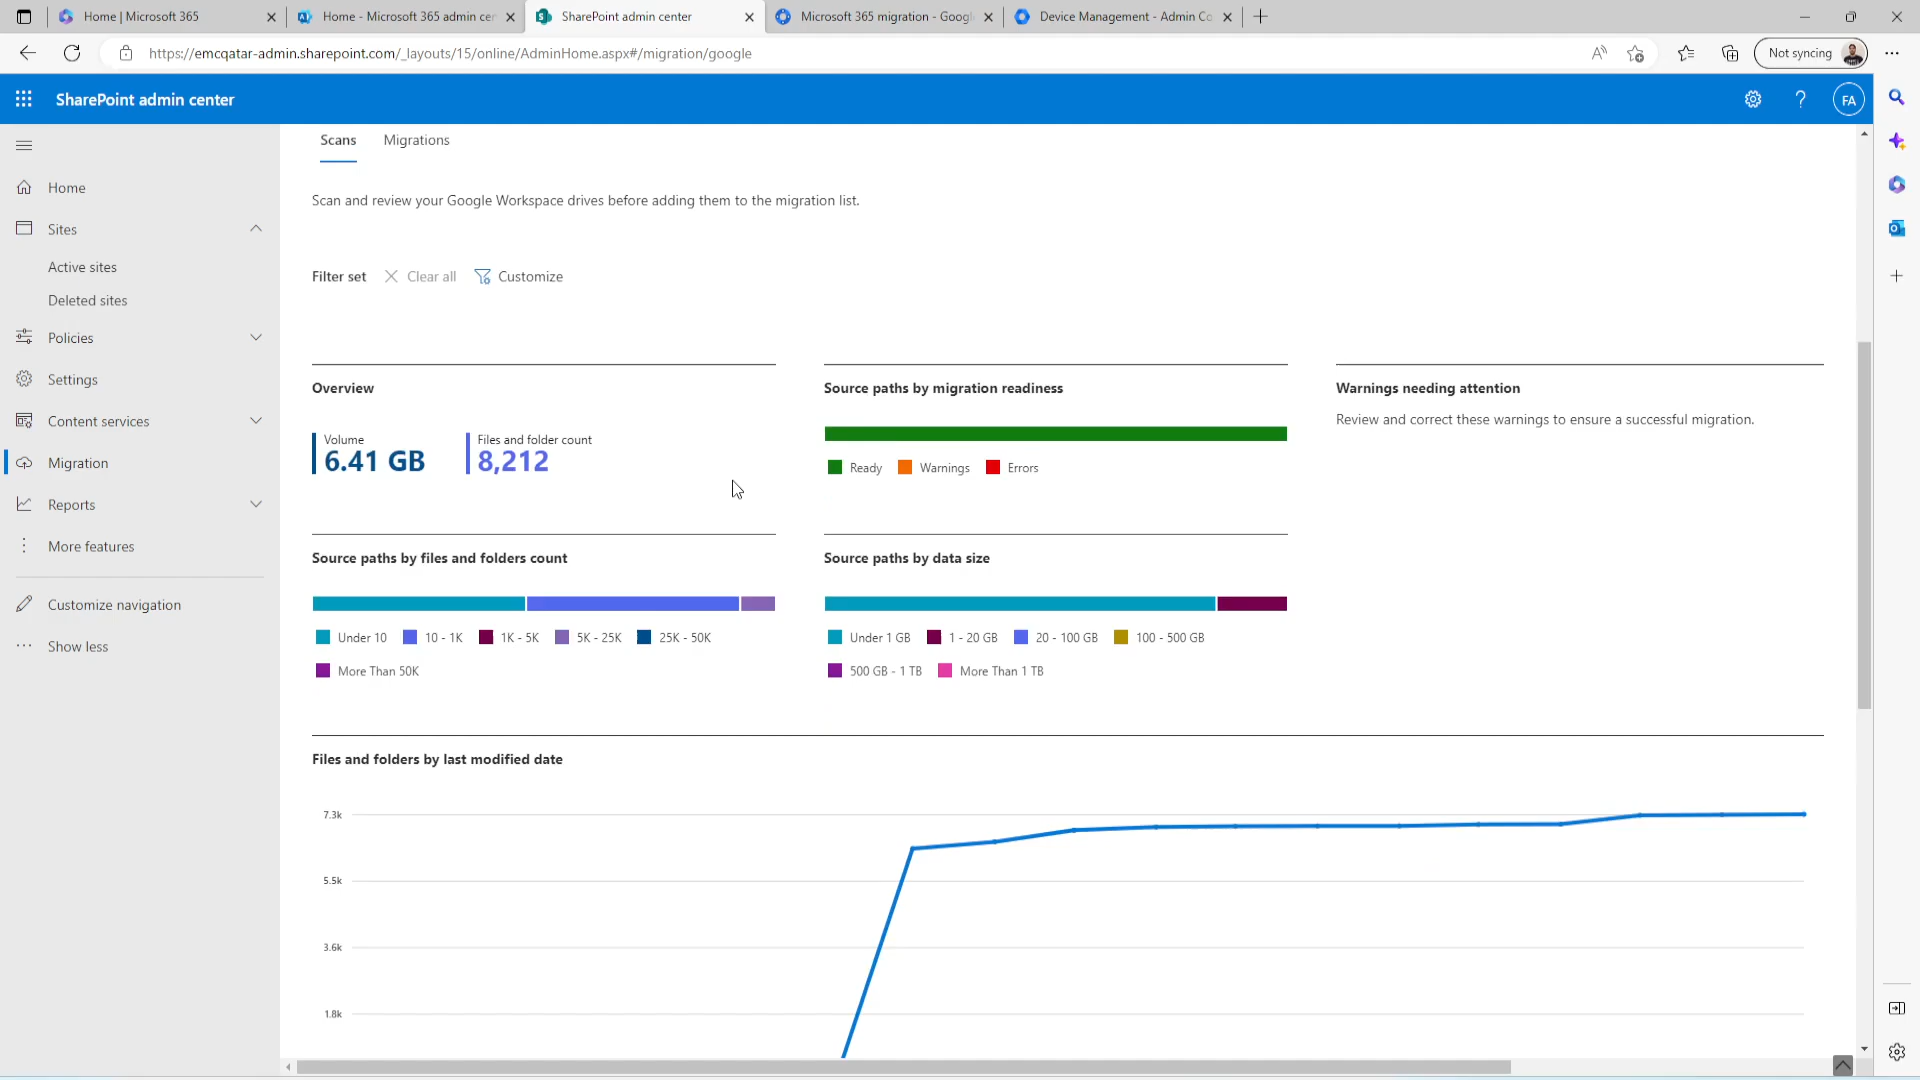 Home | Microsoft 365
Home - Microsoft 365 admin cen
SharePoint admin center
Microsoft 365 migration - Googl
Device Management - Admin Co
https://emcqatar-admin.sharepoint.com/_layouts/15/online/AdminHome.aspx#/migration/google
Not syncing
SharePoint admin center
FA
Home
Sites
Active sites
Deleted sites
Policies
Settings
Content services
Migration
Reports
More features
Customize navigation
Show less
Scans Migrations
Scan and review your Google Workspace drives before adding them to the migration list.
Filter set Clear all Customize
Overview
Volume
6.41 GB
Files and folder count
8,212
Source paths by migration readiness
Ready Warnings Errors
Warnings needing attention
Review and correct these warnings to ensure a successful migration.
Source paths by files and folders count
Under 10 10 - 1K 1K - 5K 5K - 25K 25K - 50K
More Than 50K
Source paths by data size
Under 1 GB 1 - 20 GB 20 - 100 GB 100 - 500 GB
500 GB - 1 TB More Than 1 TB
Files and folders by last modified date
7.3k
5.5k
3.6k
1.8k